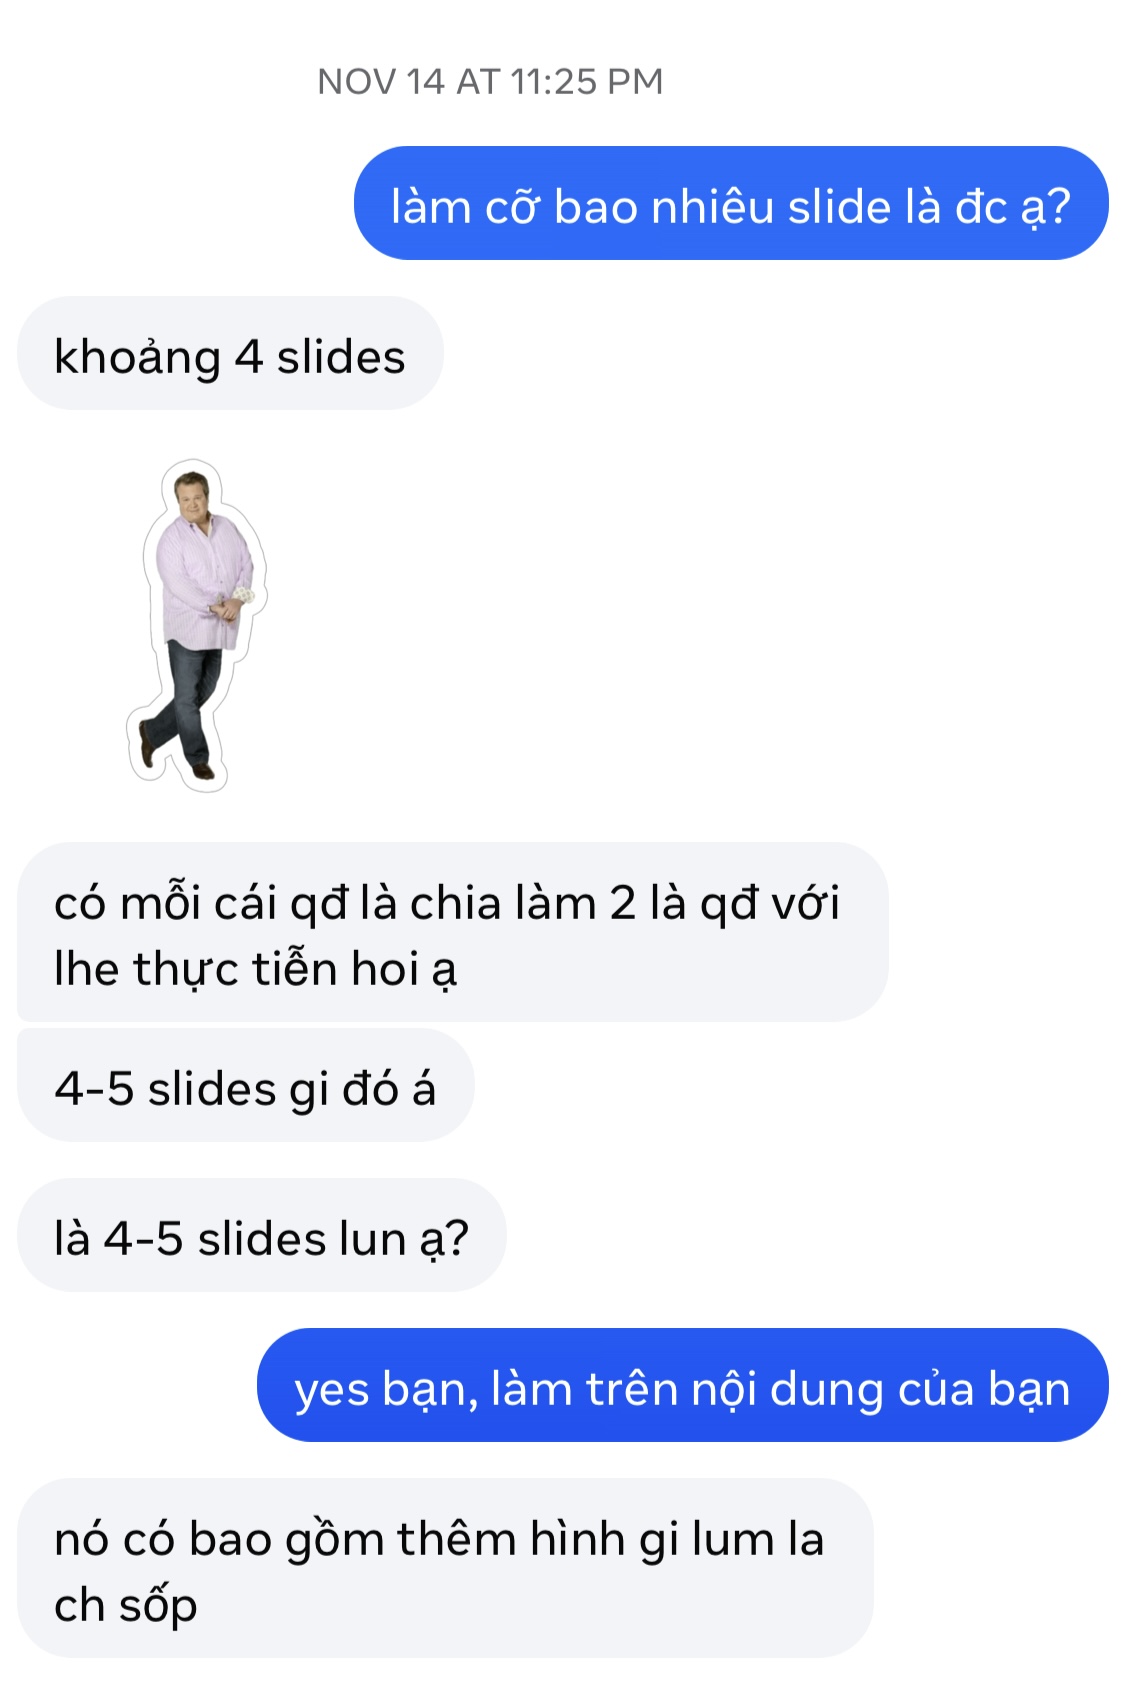 NOV 14 AT 11:25 PM
làm cỡ bao nhiêu slide là đc ạ?
khoảng 4 slides
có mỗi cái qđ là chia làm 2 là qđ với
lhe thực tiễn hoi ạ
4-5 slides gi đó á
là 4-5 slides lun ạ?
yes bạn, làm trên nội dung của bạn
nó có bao gồm thêm hình gi lum la
ch sốp